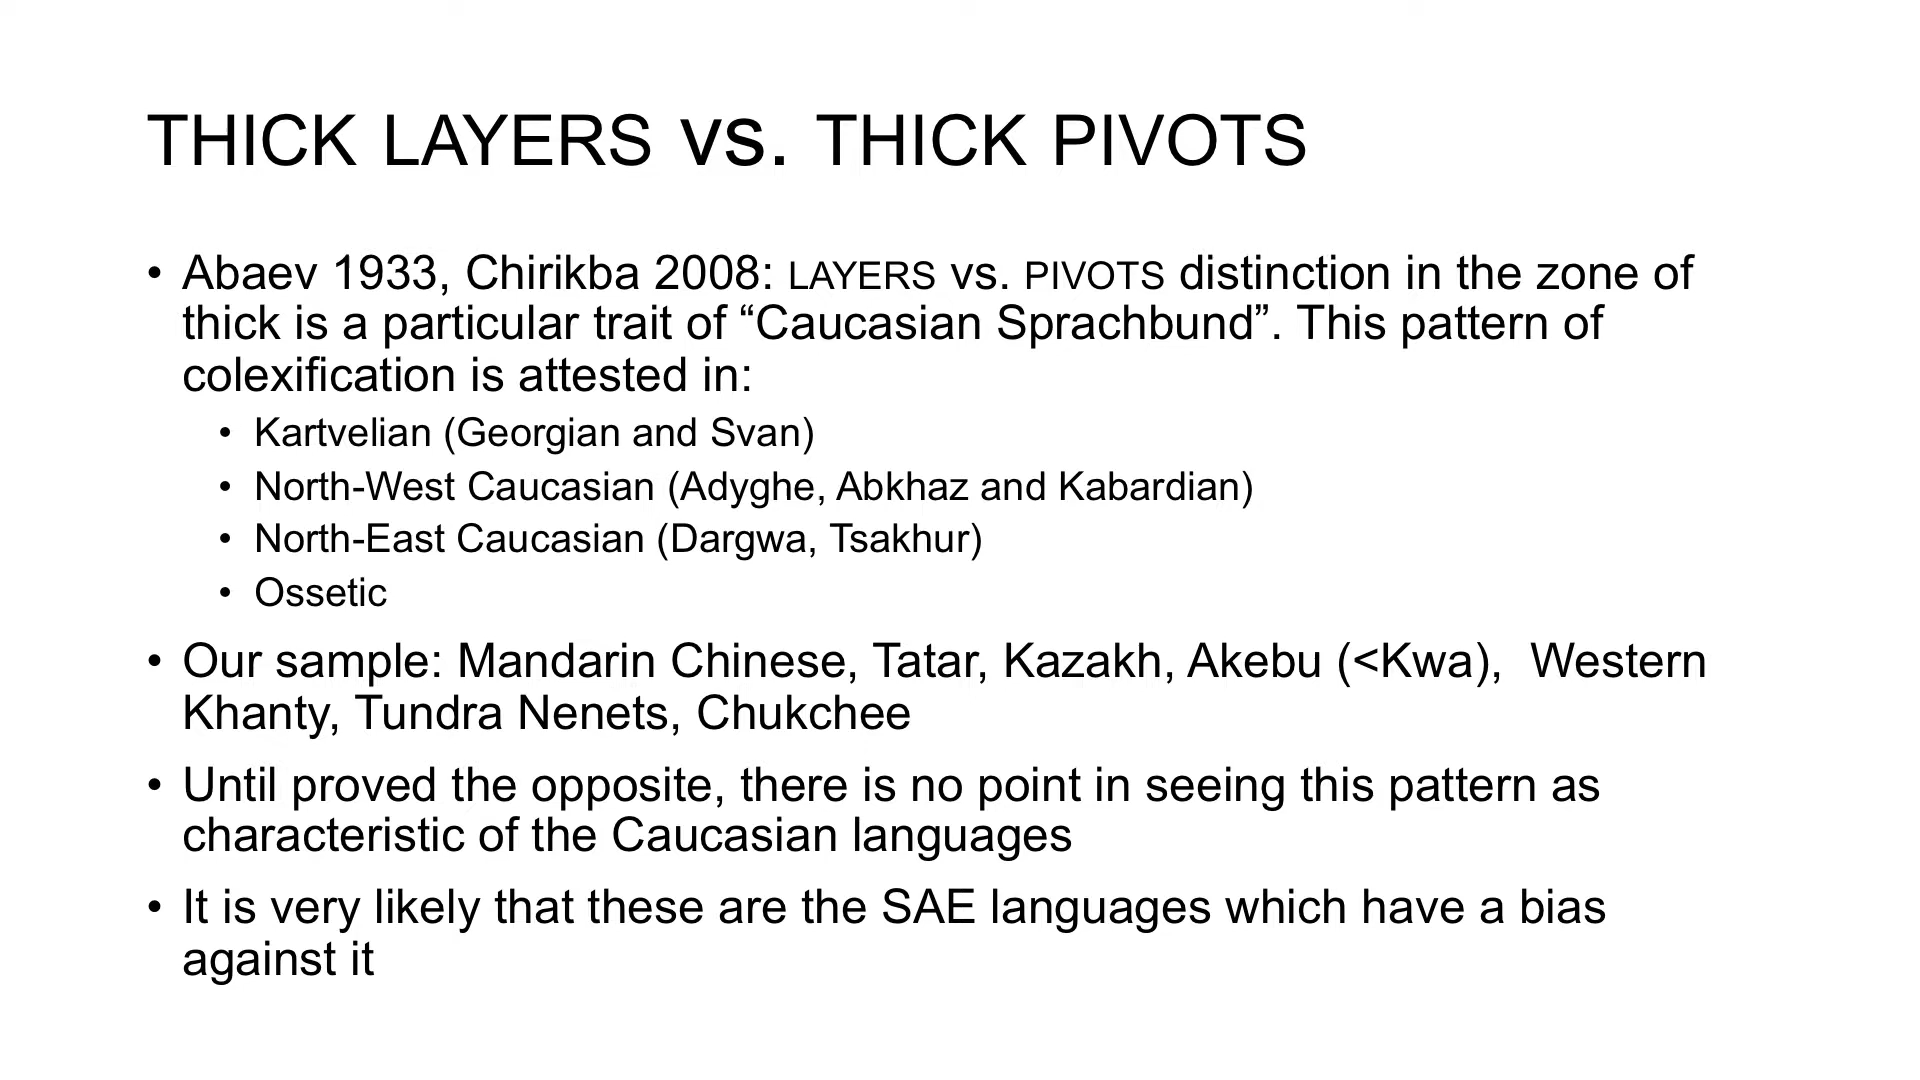 THICK LAYERS vs. THICK PIVOTS
• Abaev 1933, Chirikba 2008: LAYERS vs. PIVOTS distinction in the zone of
thick is a particular trait of “Caucasian Sprachbund”. This pattern of
colexification is attested in:
• Kartvelian (Georgian and Svan)
• North-West Caucasian (Adyghe, Abkhaz and Kabardian)
• North-East Caucasian (Dargwa, Tsakhur)
• Ossetic
• Our sample: Mandarin Chinese, Tatar, Kazakh, Akebu (<Kwa),  Western
Khanty, Tundra Nenets, Chukchee
• Until proved the opposite, there is no point in seeing this pattern as
characteristic of the Caucasian languages
• It is very likely that these are the SAE languages which have a bias
against it